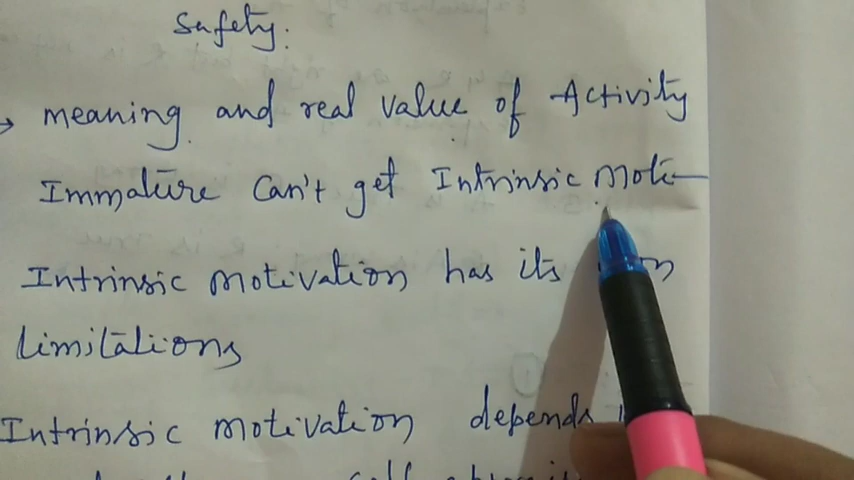 Safety.
→ meaning and real value of Activity
Immature can't get Intrinsic moti-
Intrinsic motivation has its
limitations
Intrinsic motivation depends